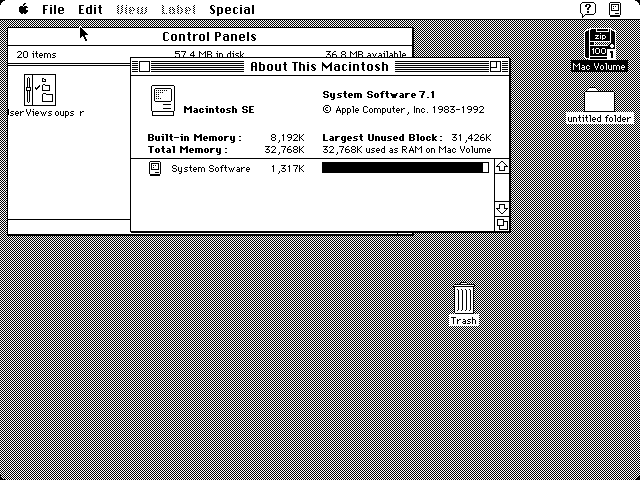 File Edit View Label Special
Control Panels
20 items 57.4 MB in disk 36.8 MB available
About This Macintosh
System Software 7.1
Macintosh SE © Apple Computer, Inc. 1983-1992
Built-in Memory: 8,192K Largest Unused Block: 31,426K
Total Memory: 32,768K 32,768K used as RAM on Mac Volume
System Software 1,317K
zip
100
Mac Volume
untitled folder
Trash